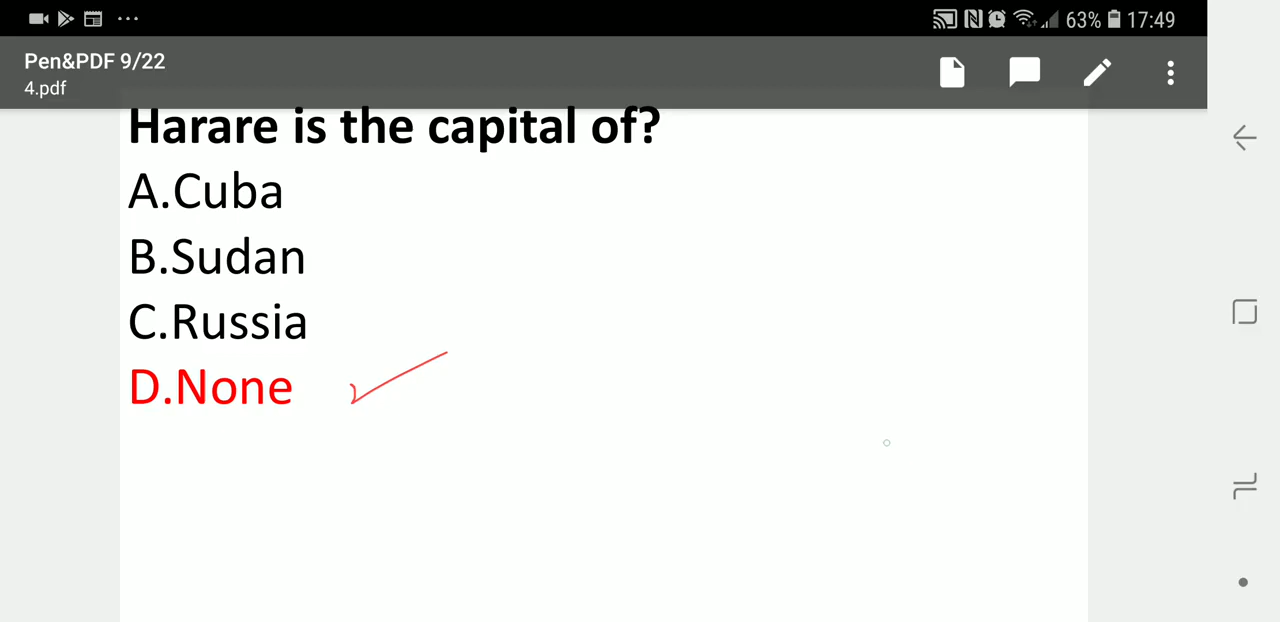 63% 17:49
Pen&PDF 9/22
4.pdf
Harare is the capital of?
A.Cuba
B.Sudan
C.Russia
D.None